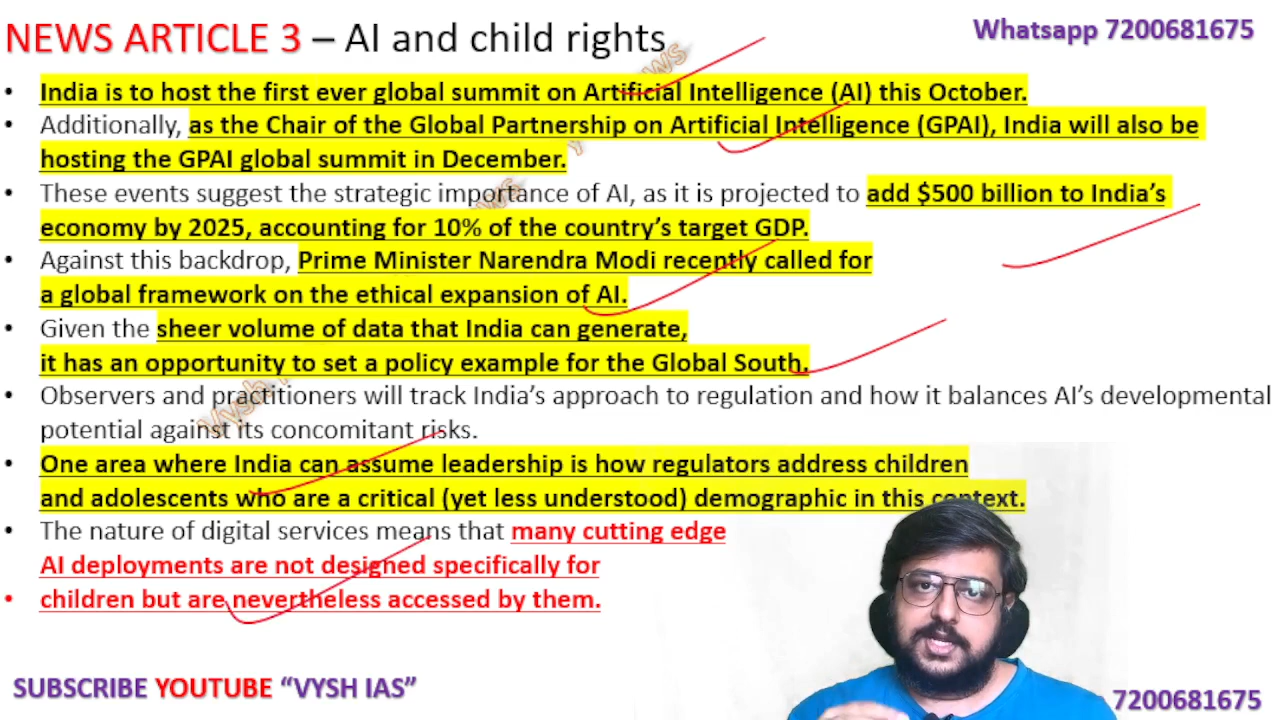 NEWS ARTICLE 3 – AI and child rights
Whatsapp 7200681675
• India is to host the first ever global summit on Artificial Intelligence (AI) this October.
• Additionally, as the Chair of the Global Partnership on Artificial Intelligence (GPAI), India will also be
hosting the GPAI global summit in December.
• These events suggest the strategic importance of AI, as it is projected to add $500 billion to India's
economy by 2025, accounting for 10% of the country's target GDP.
• Against this backdrop, Prime Minister Narendra Modi recently called for
a global framework on the ethical expansion of AI.
• Given the sheer volume of data that India can generate,
it has an opportunity to set a policy example for the Global South.
• Observers and practitioners will track India's approach to regulation and how it balances AI's developmental
potential against its concomitant risks.
• One area where India can assume leadership is how regulators address children
and adolescents who are a critical (yet less understood) demographic in this context.
• The nature of digital services means that many cutting edge
AI deployments are not designed specifically for
• children but are nevertheless accessed by them.
SUBSCRIBE YOUTUBE “VYSH IAS”
7200681675